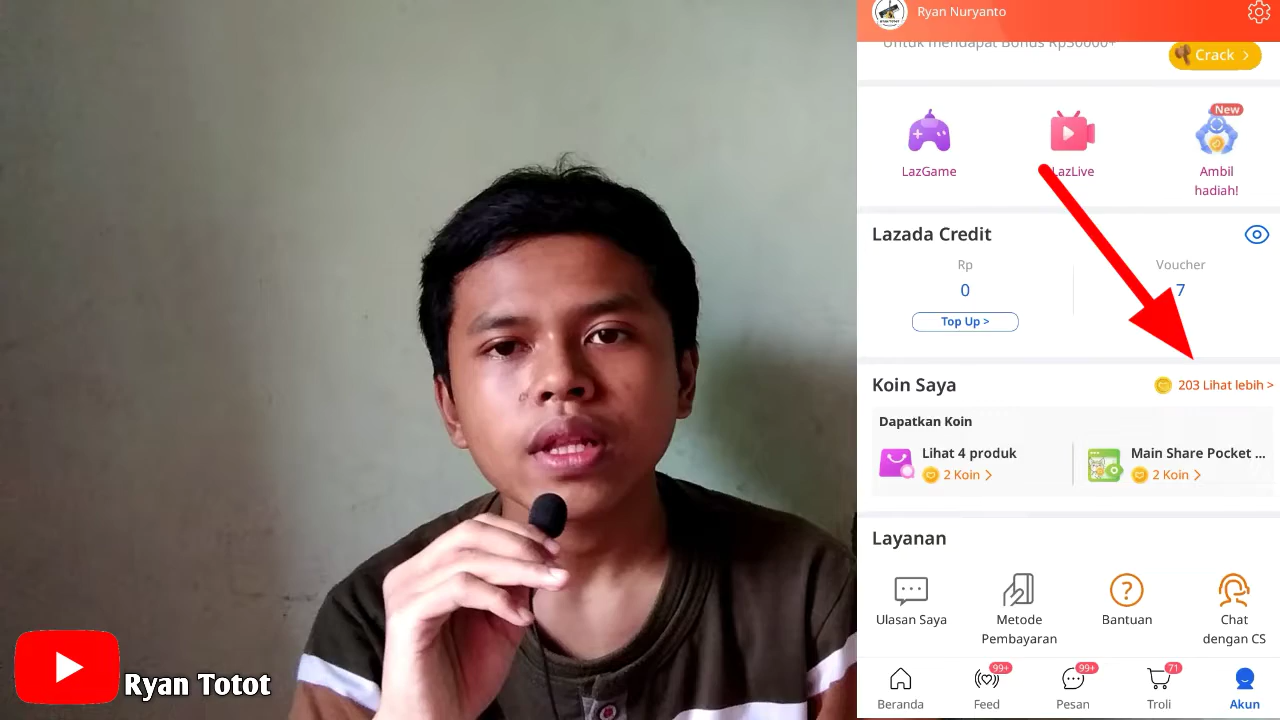 Ryan Nuryanto
Untuk mendapat Bonus Rp30000+
Crack >
New
LazGame
LazLive
Ambil
hadiah!
Lazada Credit
Rp
Voucher
0
7
Top Up >
Koin Saya
203 Lihat lebih >
Dapatkan Koin
Lihat 4 produk
Main Share Pocket ...
2 Koin >
2 Koin >
Layanan
Ulasan Saya
Metode
Pembayaran
Bantuan
Chat
dengan CS
99+
99+
71
Beranda
Feed
Pesan
Troli
Akun
Ryan Totot